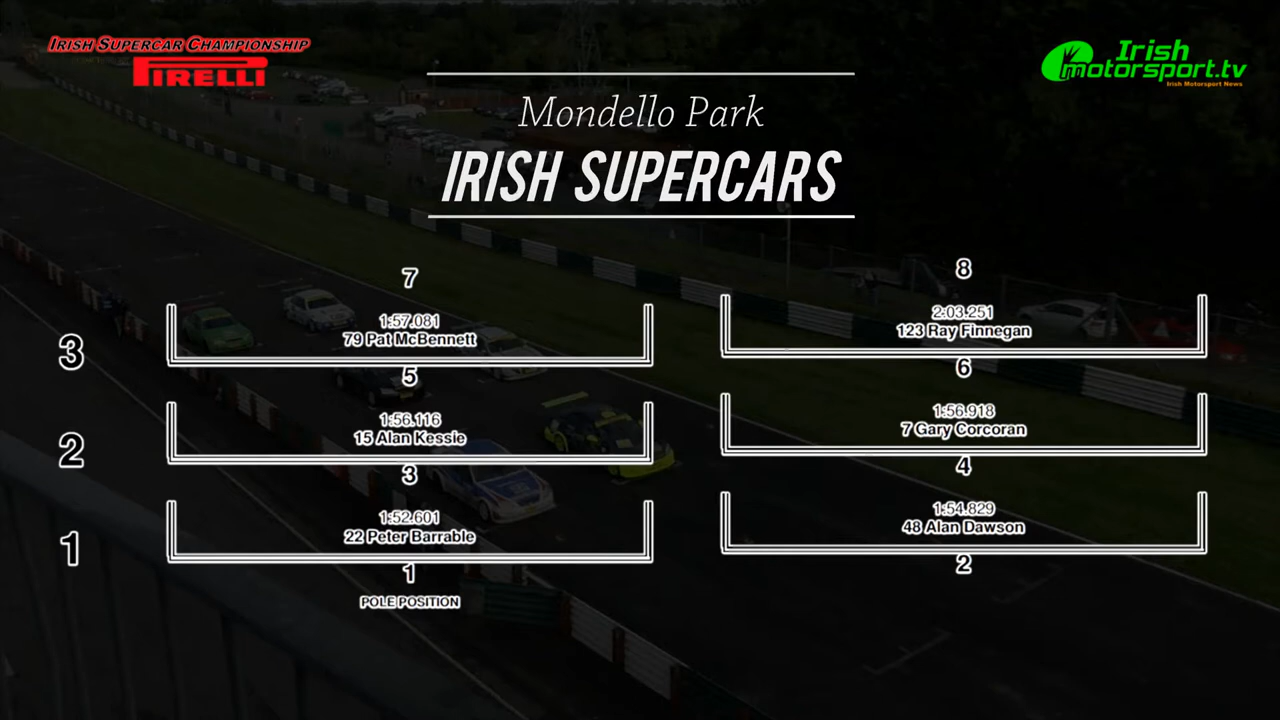 IRISH SUPERCAR CHAMPIONSHIP
PIRELLI
Irish
motorsport.tv
Irish Motorsport News
Mondello Park
IRISH SUPERCARS
7
8
3
1:57.081
79 Pat McBennett
2:03.251
123 Ray Finnegan
5
6
2
1:56.116
15 Alan Kessie
1:56.918
7 Gary Corcoran
3
4
1
1:52.601
22 Peter Barrable
1:54.829
48 Alan Dawson
1
2
POLE POSITION